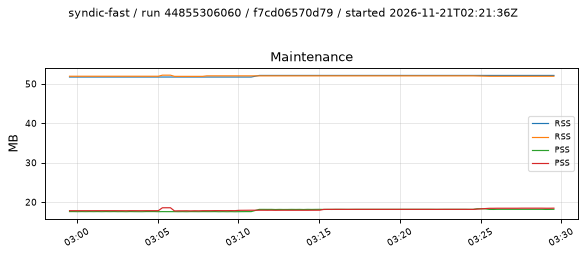 syndic-fast / run 44855306060 / f7cd06570d79 / started 2026-11-21T02:21:36Z
Maintenance
MB
50
40
30
20
RSS
RSS
PSS
PSS
03:00
03:05
03:10
03:15
03:20
03:25
03:30